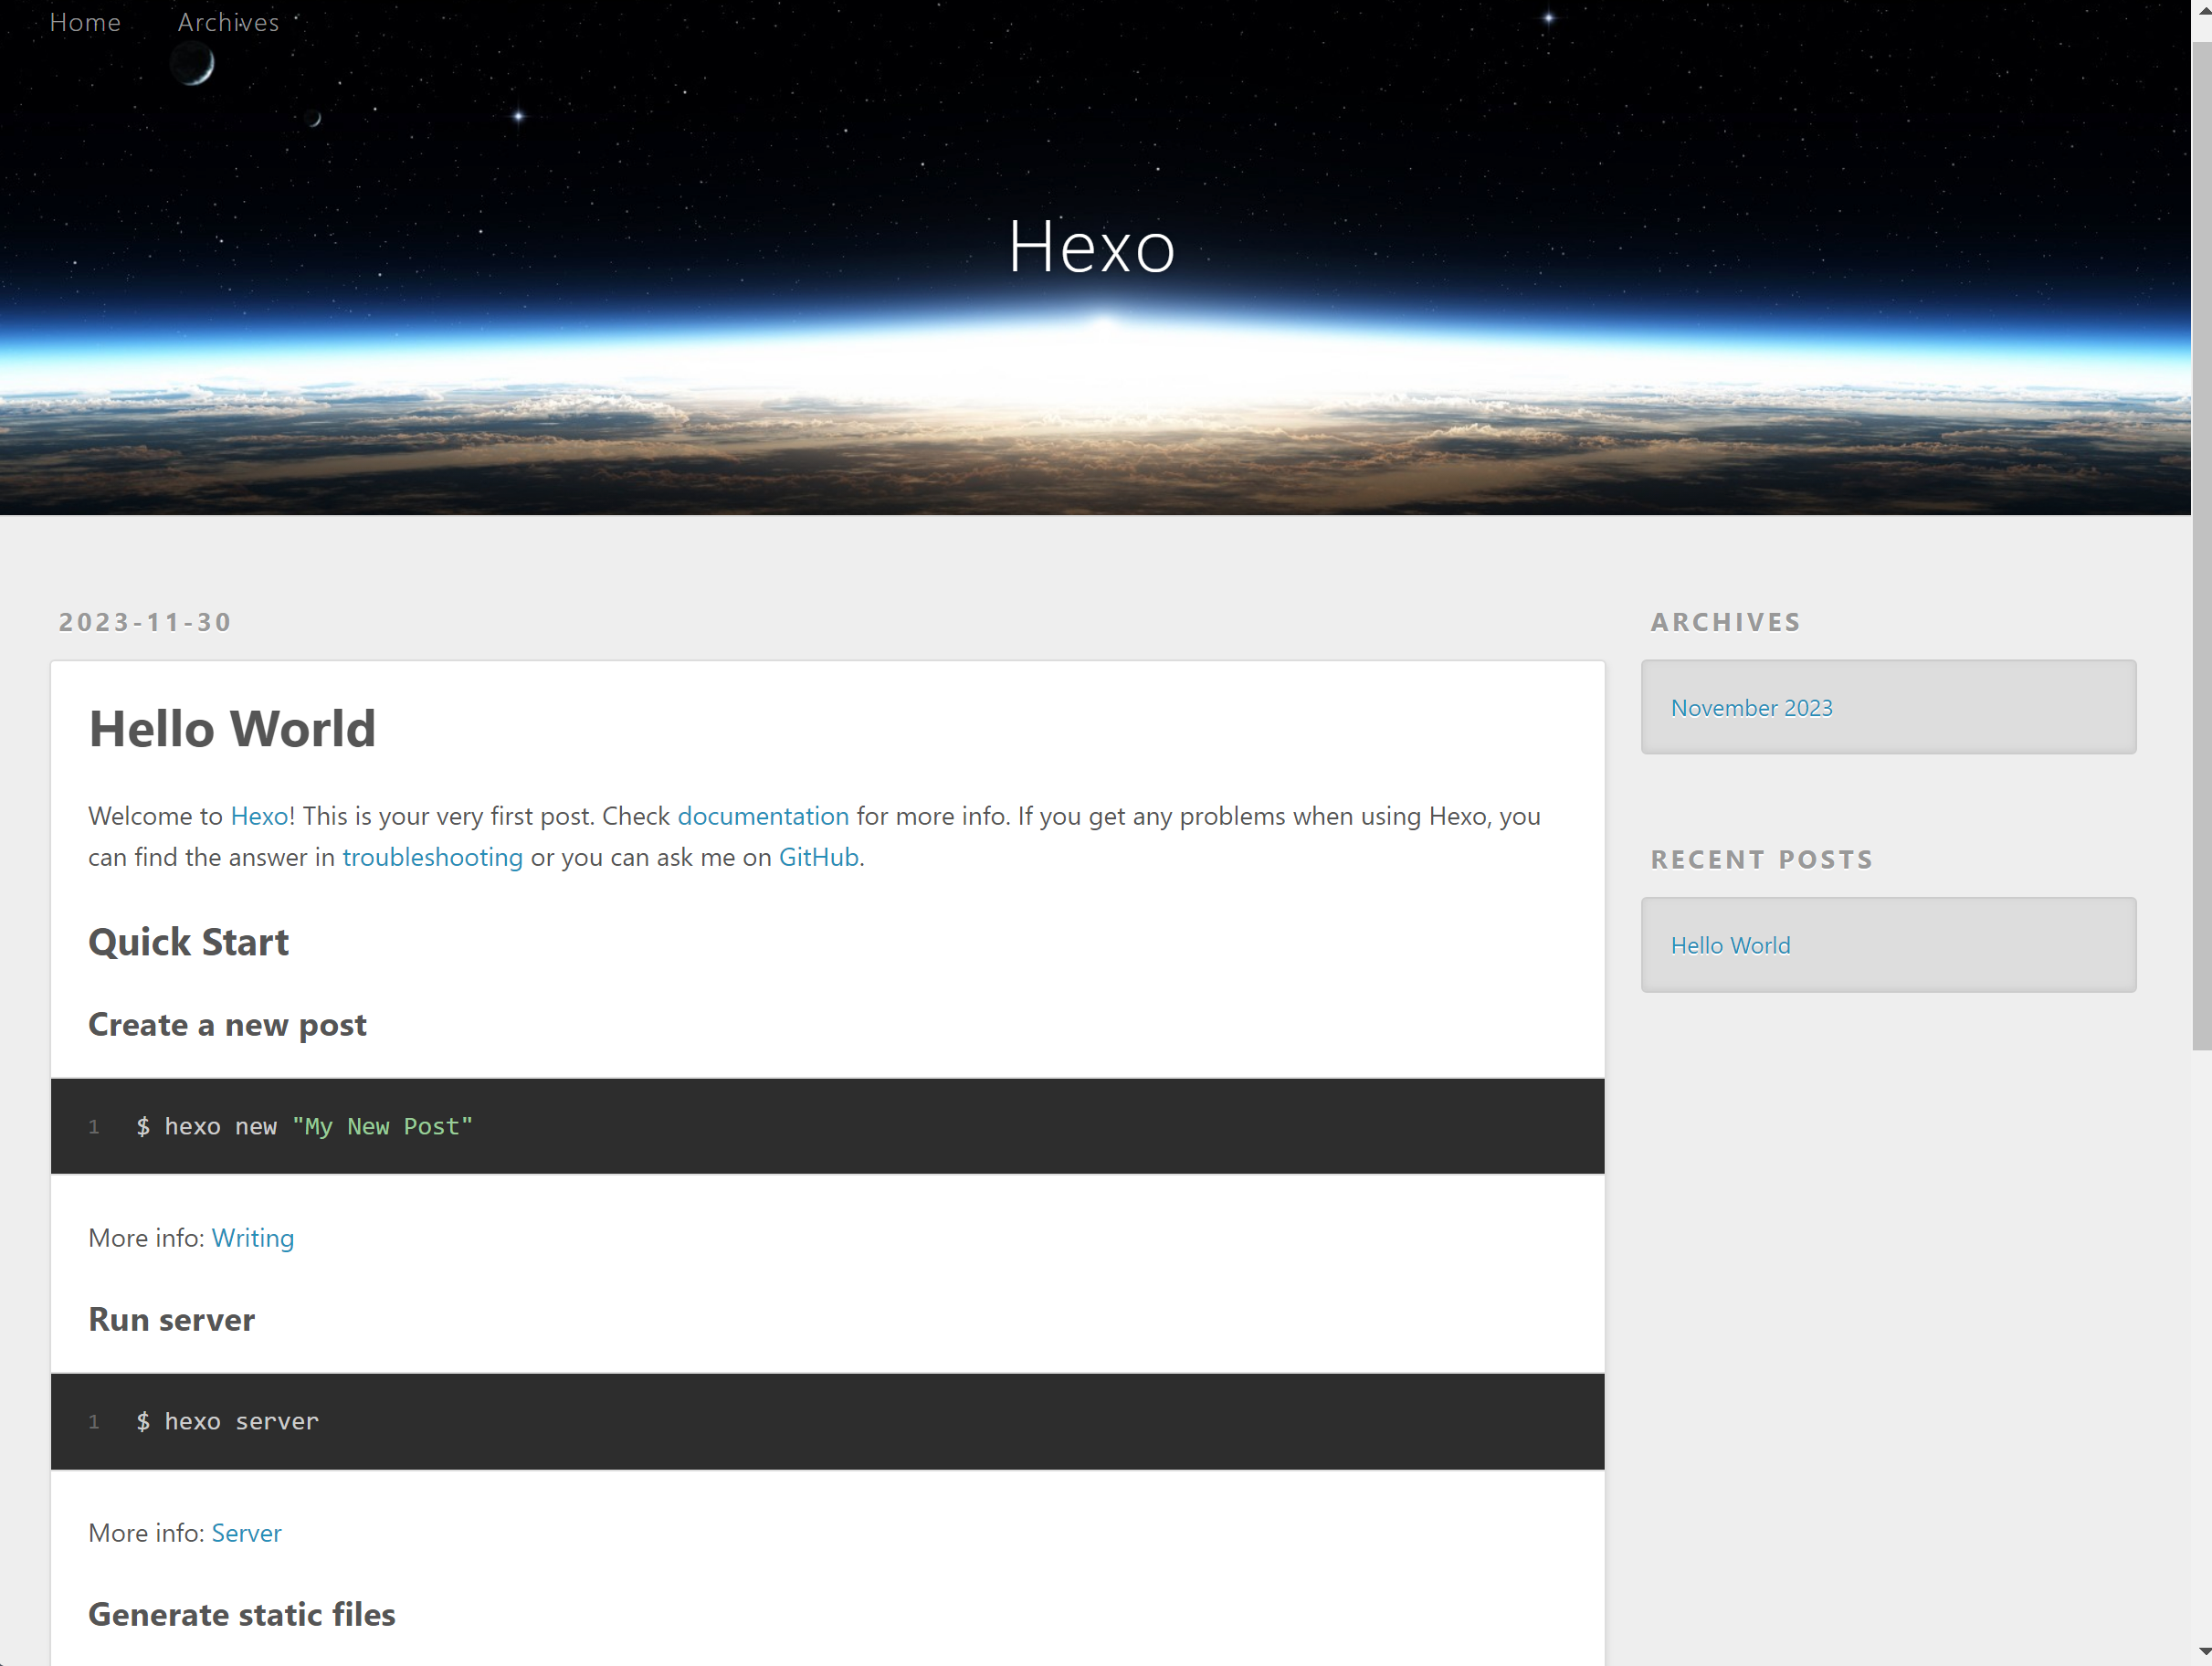 Home Archives
Hexo
2023-11-30
Hello World
Welcome to Hexo! This is your very first post. Check documentation for more info. If you get any problems when using Hexo, you
can find the answer in troubleshooting or you can ask me on GitHub.
Quick Start
Create a new post
1 $ hexo new "My New Post"
More info: Writing
Run server
1 $ hexo server
More info: Server
Generate static files
ARCHIVES
November 2023
RECENT POSTS
Hello World